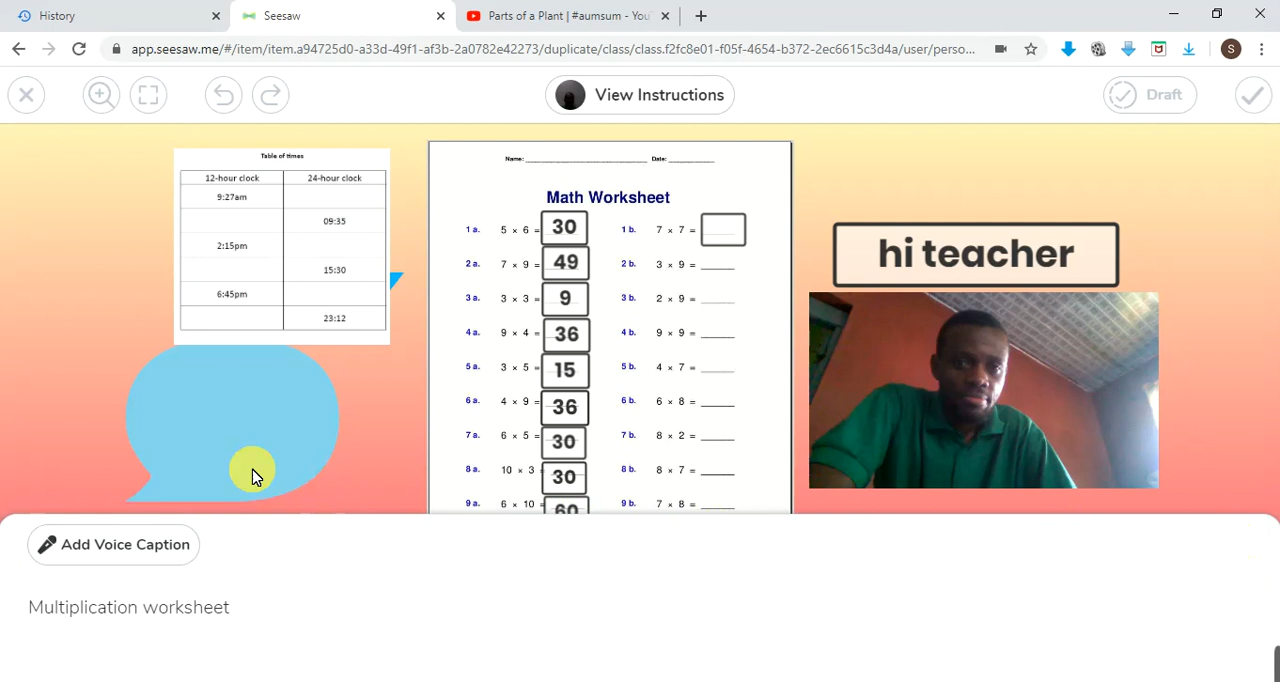 History
Seesaw
Parts of a Plant | #aumsum - You
app.seesaw.me/#/item/item.a94725d0-a33d-49f1-af3b-2a0782e42273/duplicate/class/class.f2fc8e01-f05f-4654-b372-2ec6615c3d4a/user/perso...
S
View Instructions
Draft
Table of times
12-hour clock 24-hour clock
9:27am
09:35
2:15pm
15:30
6:45pm
23:12
Name: Date:
Math Worksheet
1 a. 5 × 6 = 30 1 b. 7 × 7 =
2 a. 7 × 9 = 49 2 b. 3 × 9 =
3 a. 3 × 3 = 9 3 b. 2 × 9 =
4 a. 9 × 4 = 36 4 b. 9 × 9 =
5 a. 3 × 5 = 15 5 b. 4 × 7 =
6 a. 4 × 9 = 36 6 b. 6 × 8 =
7 a. 6 × 5 = 30 7 b. 8 × 2 =
8 a. 10 × 3 30 8 b. 8 × 7 =
9 a. 6 × 10 = 60 9 b. 7 × 8 =
hi teacher
Add Voice Caption
Multiplication worksheet